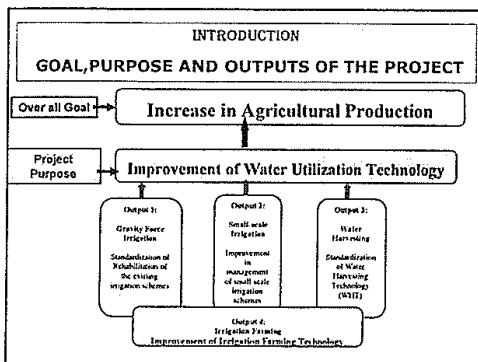 INTRODUCTION
GOAL,PURPOSE AND OUTPUTS OF THE PROJECT
Over all Goal
Increase in Agricultural Production
Project
Purpose
Improvement of Water Utilization Technology
Output 1:
Gravity Force
Irrigation
Standardization of
Rehabilitation of
the existing
irrigation schemes
Output 2:
Small-scale
Irrigation
Improvement
in
management
of small scale
irrigation
schemes
Output 3:
Water
Harvesting
Standardization
of Water
Harvesting
Technology
(WHT)
Output 4:
Irrigation Farming
Improvement of Irrigation Farming Technology